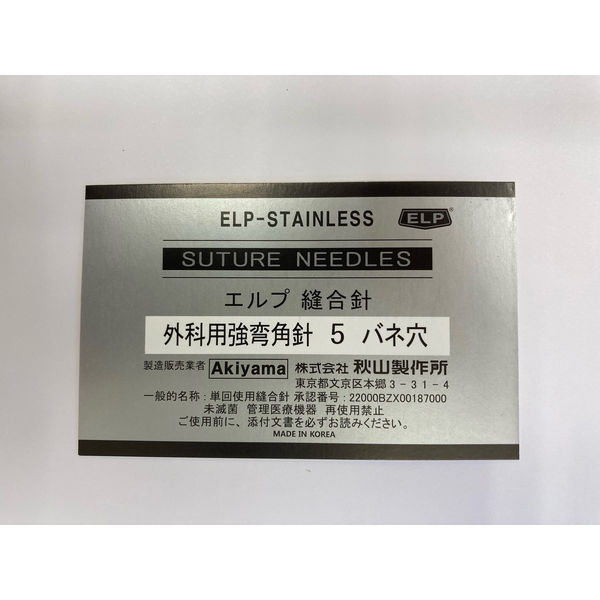 ELP-STAINLESS ELP®
SUTURE NEEDLES
エルプ 縫合針
外科用強弯角針 5 バネ穴
製造販売業者 Akiyama 株式会社 秋山製作所
東京都文京区本郷3-31-4
一般的名称:単回使用縫合針 承認番号:22000BZX00187000
未滅菌 管理医療機器 再使用禁止
ご使用前に、添付文書を必ずお読みください。
MADE IN KOREA